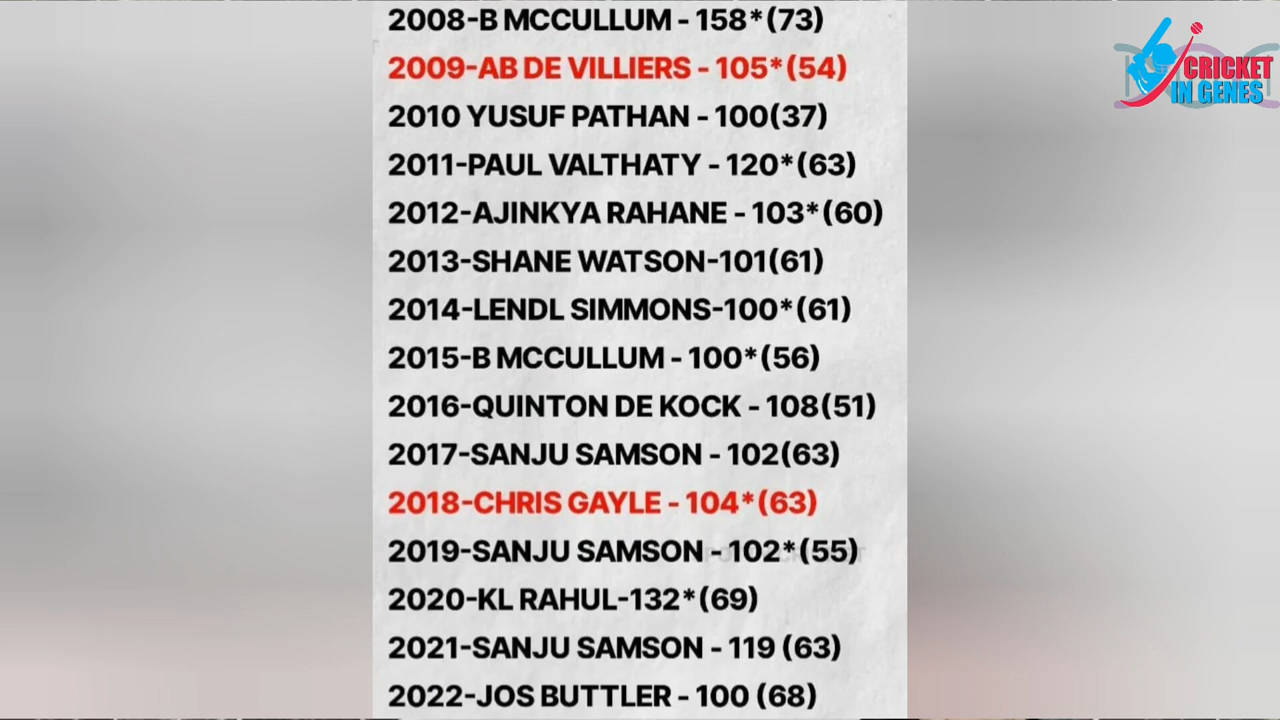 2008-B MCCULLUM - 158*(73)
2009-AB DE VILLIERS - 105*(54)
2010 YUSUF PATHAN - 100(37)
2011-PAUL VALTHATY - 120*(63)
2012-AJINKYA RAHANE - 103*(60)
2013-SHANE WATSON-101(61)
2014-LENDL SIMMONS-100*(61)
2015-B MCCULLUM - 100*(56)
2016-QUINTON DE KOCK - 108(51)
2017-SANJU SAMSON - 102(63)
2018-CHRIS GAYLE - 104*(63)
2019-SANJU SAMSON - 102*(55)
2020-KL RAHUL-132*(69)
2021-SANJU SAMSON - 119 (63)
2022-JOS BUTTLER - 100 (68)
CRICKET
IN GENES